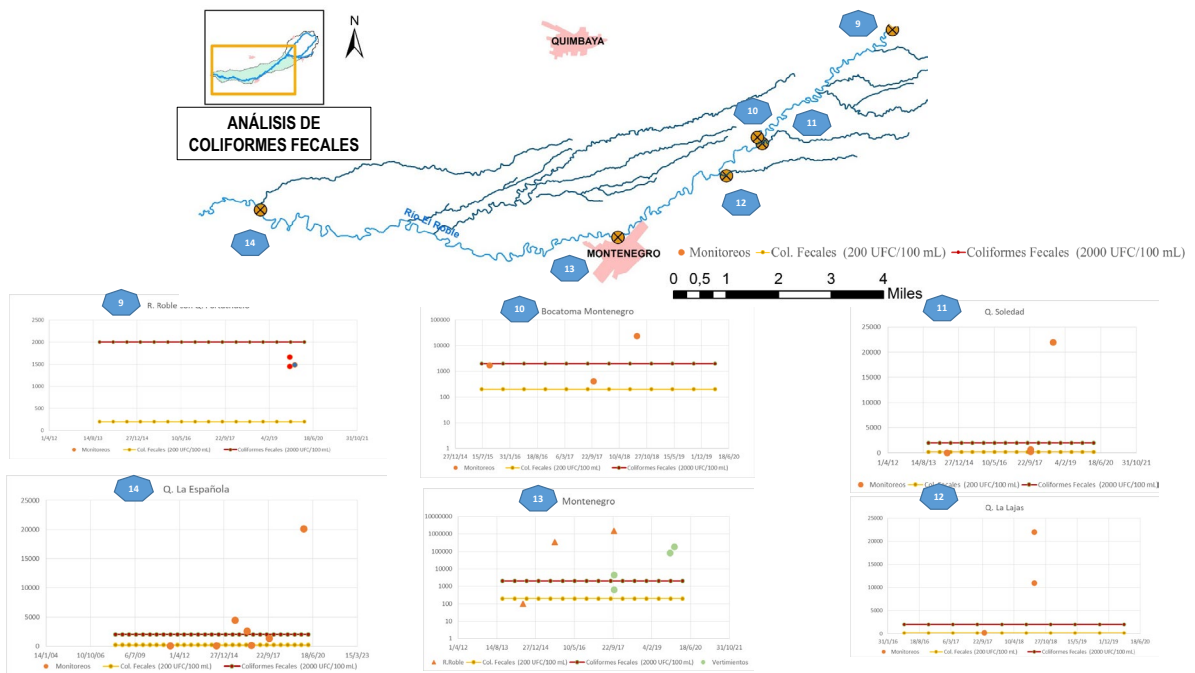 N
QUIMBAYA
9
ANÁLISIS DE
COLIFORMES FECALES
10
11
12
Río El Roble
14
MONTENEGRO
13
Monitoreos Col. Fecales (200 UFC/100 mL) Coliformes Fecales (2000 UFC/100 mL)
0 0,5 1 2 3 4
Miles
9
R. Roble con Q.
2500
2000
1500
1000
500
0
1/4/12 14/8/13 27/12/14 10/5/16 22/9/17 4/2/19 18/6/20 31/10/21
Monitoreos Col. Fecales (200 UFC/100 mL) Coliformes Fecales (2000 UFC/100 mL)
10
Bocatoma Montenegro
100000
10000
1000
100
10
1
27/12/14 15/7/15 31/1/16 18/8/16 6/3/17 22/9/17 10/4/18 27/10/18 15/5/19 1/12/19 18/6/20
Monitoreos Col. Fecales (200 UFC/100 mL) Coliformes Fecales (2000 UFC/100 mL)
11
Q. Soledad
25000
20000
15000
10000
5000
0
1/4/12 14/8/13 27/12/14 10/5/16 22/9/17 4/2/19 18/6/20 31/10/21
Monitoreos Col. Fecales (200 UFC/100 mL) Coliformes Fecales (2000 UFC/100 mL)
14
Q. La Española
25000
20000
15000
10000
5000
0
14/1/04 10/10/06 6/7/09 1/4/12 27/12/14 22/9/17 18/6/20 15/3/23
Monitoreos Col. Fecales (200 UFC/100 mL) Coliformes Fecales (2000 UFC/100 mL)
13
Montenegro
10000000
1000000
100000
10000
1000
100
10
1
1/4/12 14/8/13 27/12/14 10/5/16 22/9/17 4/2/19 18/6/20 31/10/21
R.Roble Col. Fecales (200 UFC/100 mL) Coliformes Fecales (2000 UFC/100 mL) Vertimientos
12
Q. La Lajas
25000
20000
15000
10000
5000
0
31/1/16 18/8/16 6/3/17 22/9/17 10/4/18 27/10/18 15/5/19 1/12/19 18/6/20
Monitoreos Col. Fecales (200 UFC/100 mL) Coliformes Fecales (2000 UFC/100 mL)